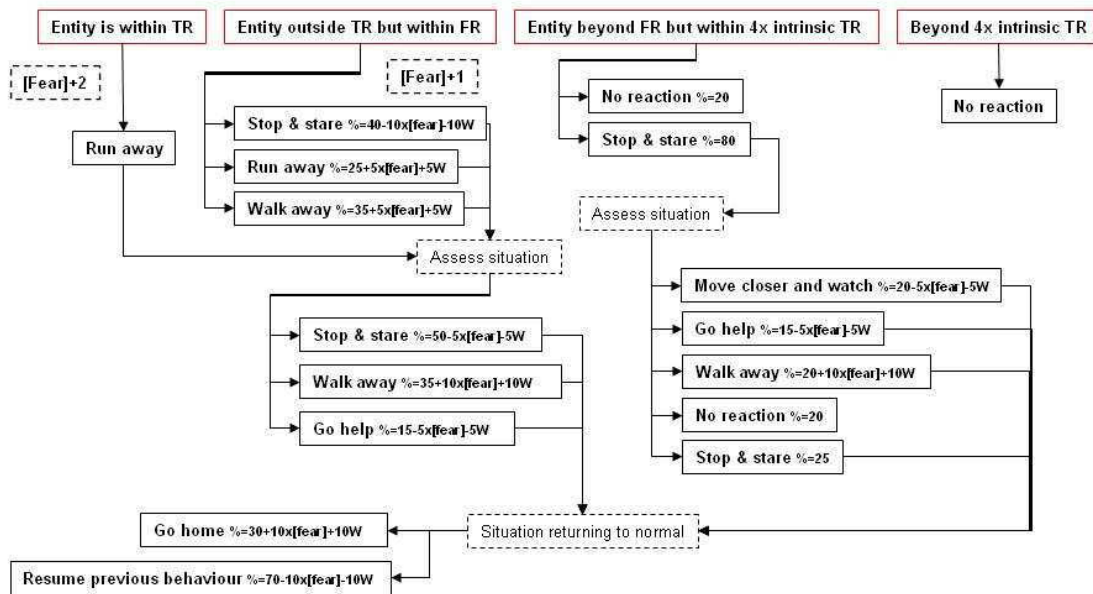 Entity is within TR
Entity outside TR but within FR
Entity beyond FR but within 4x intrinsic TR
Beyond 4x intrinsic TR
[Fear]+2
[Fear]+1
Run away
Stop & stare %=40-10x[fear]-10W
Run away %=25+5x[fear]+5W
Walk away %=35+5x[fear]+5W
No reaction %=20
Stop & stare %=80
No reaction
Assess situation
Assess situation
Stop & stare %=50-5x[fear]-5W
Walk away %=35+10x[fear]+10W
Go help %=15-5x[fear]-5W
Move closer and watch %=20-5x[fear]-5W
Go help %=15-5x[fear]-5W
Walk away %=20+10x[fear]+10W
No reaction %=20
Stop & stare %=25
Situation returning to normal
Go home %=30+10x[fear]+10W
Resume previous behaviour %=70-10x[fear]-10W